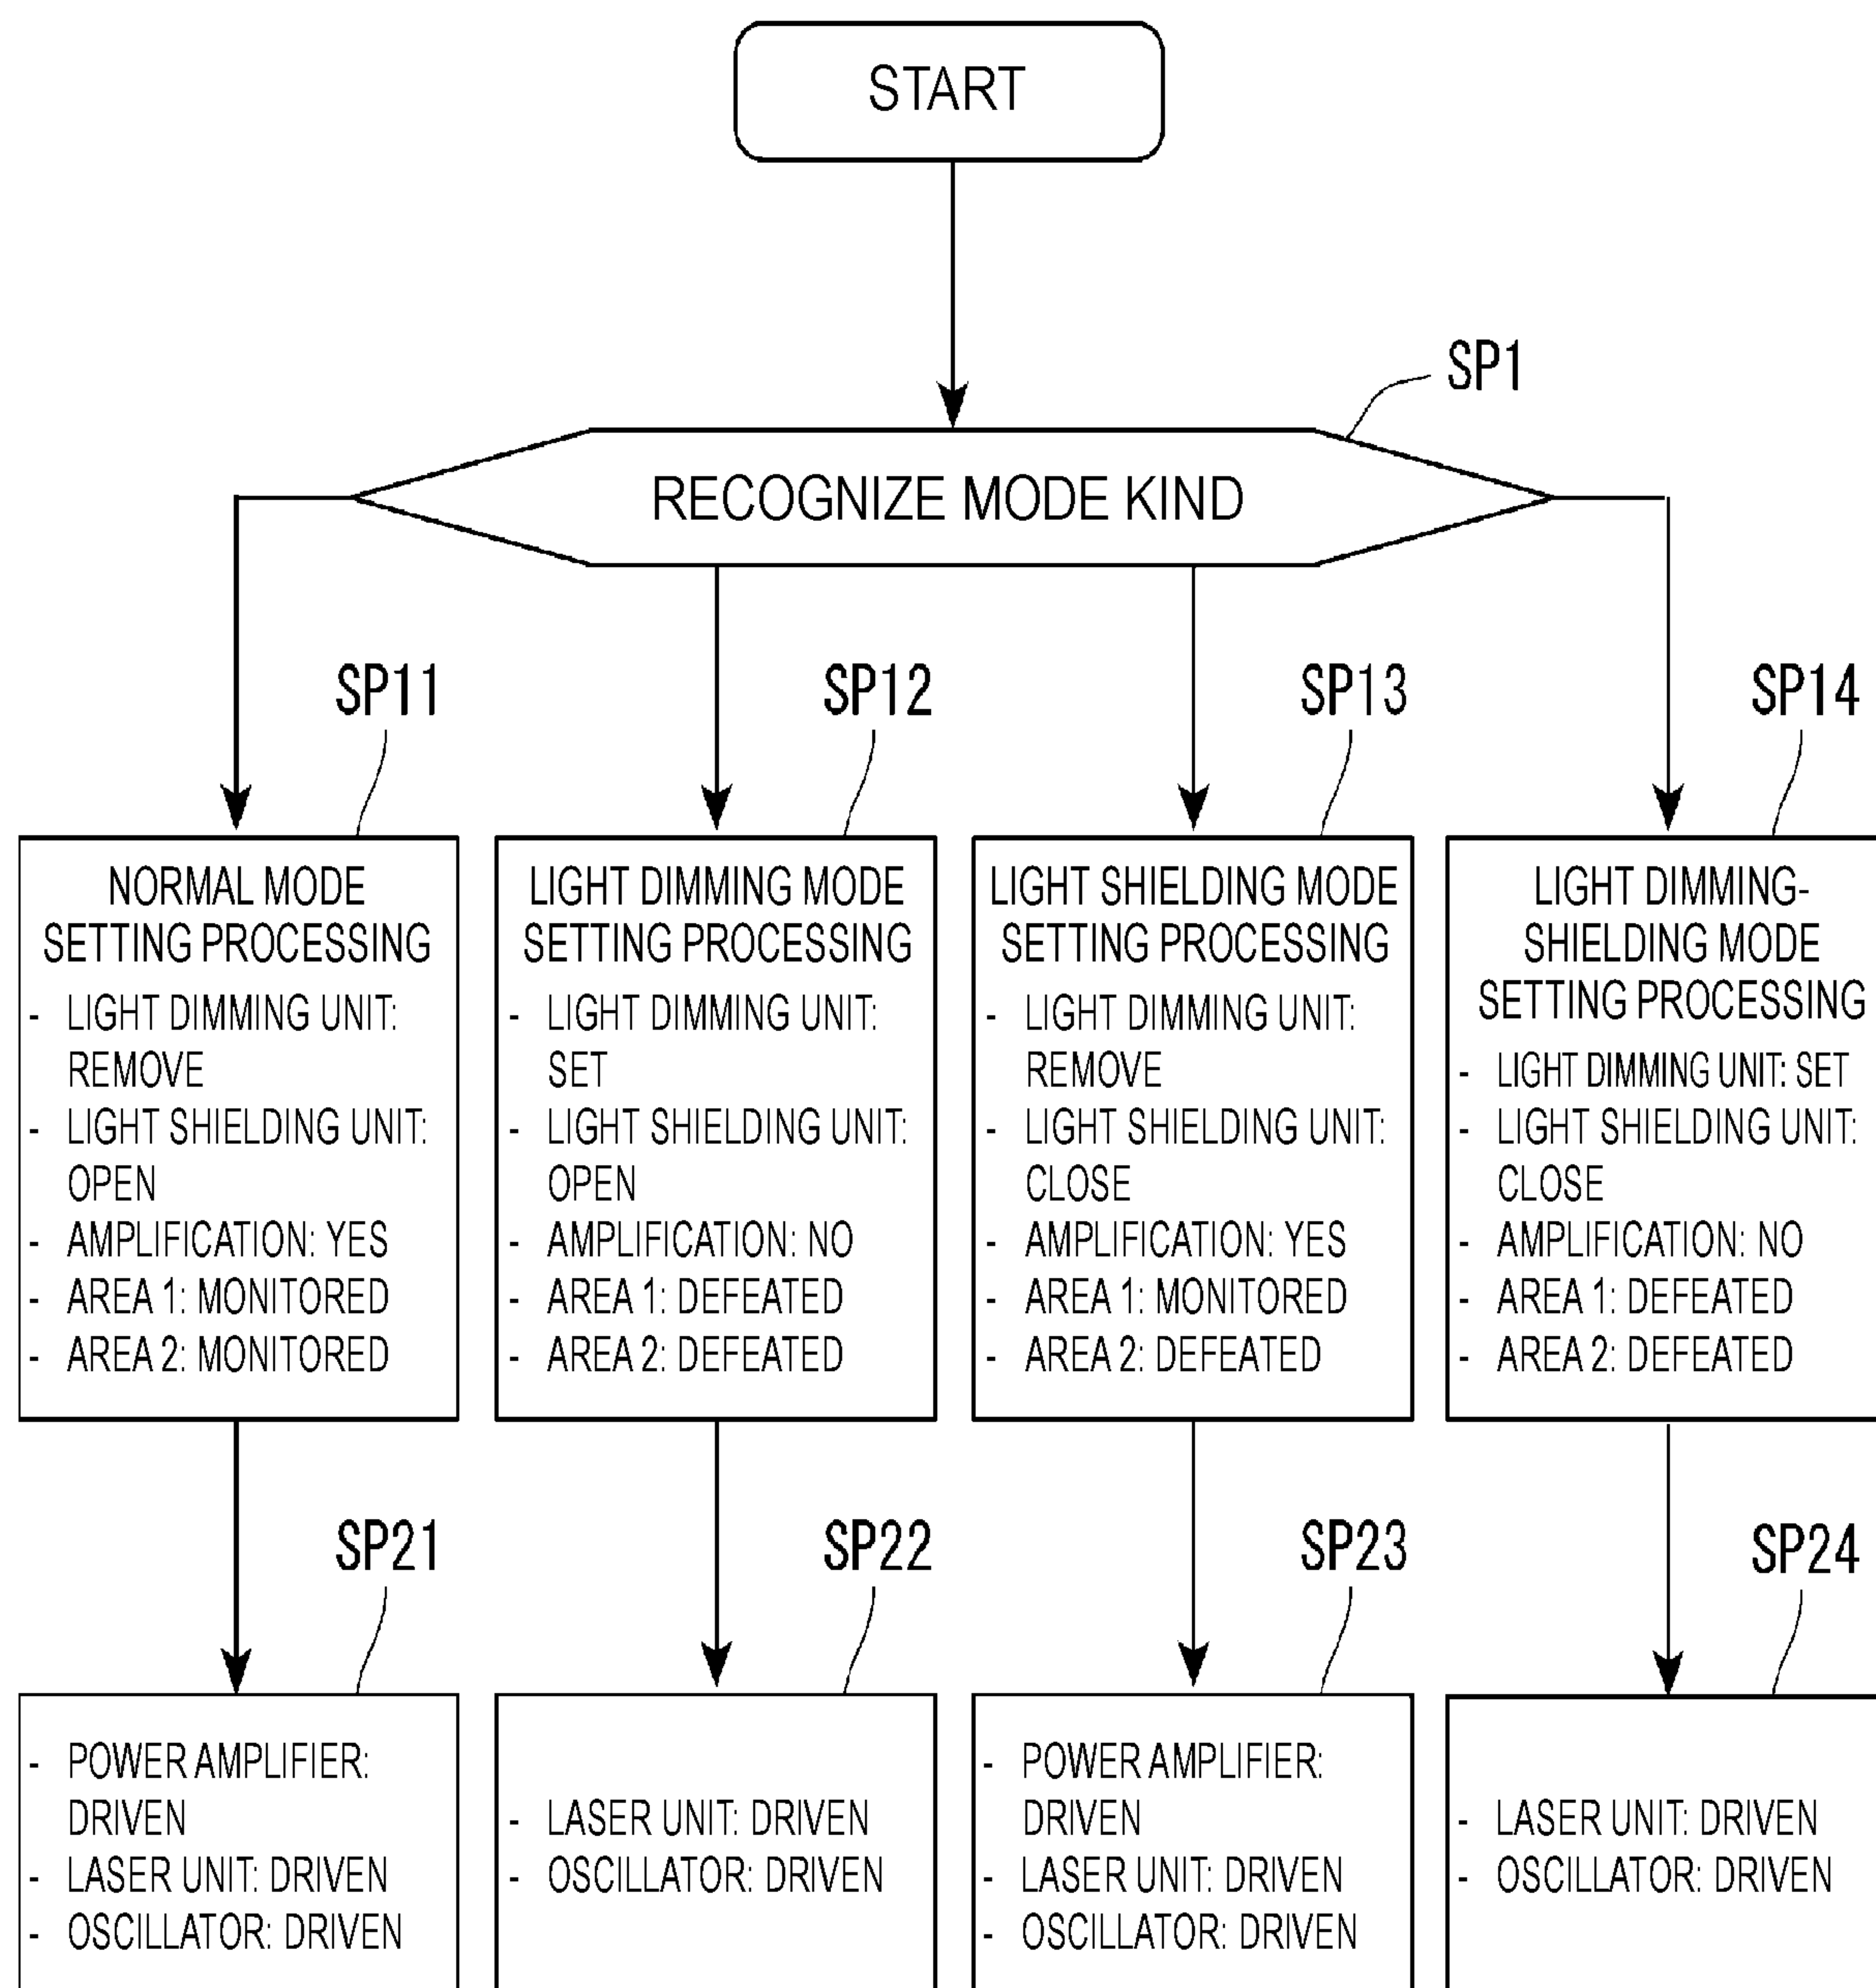 START
SP1
RECOGNIZE MODE KIND
SP11
SP12
SP13
SP14
NORMAL MODE
SETTING PROCESSING
- LIGHT DIMMING UNIT:
REMOVE
- LIGHT SHIELDING UNIT:
OPEN
- AMPLIFICATION: YES
- AREA 1: MONITORED
- AREA 2: MONITORED
LIGHT DIMMING MODE
SETTING PROCESSING
- LIGHT DIMMING UNIT:
SET
- LIGHT SHIELDING UNIT:
OPEN
- AMPLIFICATION: NO
- AREA 1: DEFEATED
- AREA 2: DEFEATED
LIGHT SHIELDING MODE
SETTING PROCESSING
- LIGHT DIMMING UNIT:
REMOVE
- LIGHT SHIELDING UNIT:
CLOSE
- AMPLIFICATION: YES
- AREA 1: MONITORED
- AREA 2: DEFEATED
LIGHT DIMMING-
SHIELDING MODE
SETTING PROCESSING
- LIGHT DIMMING UNIT: SET
- LIGHT SHIELDING UNIT:
CLOSE
- AMPLIFICATION: NO
- AREA 1: DEFEATED
- AREA 2: DEFEATED
SP21
SP22
SP23
SP24
- POWER AMPLIFIER:
DRIVEN
- LASER UNIT: DRIVEN
- OSCILLATOR: DRIVEN
- LASER UNIT: DRIVEN
- OSCILLATOR: DRIVEN
- POWER AMPLIFIER:
DRIVEN
- LASER UNIT: DRIVEN
- OSCILLATOR: DRIVEN
- LASER UNIT: DRIVEN
- OSCILLATOR: DRIVEN